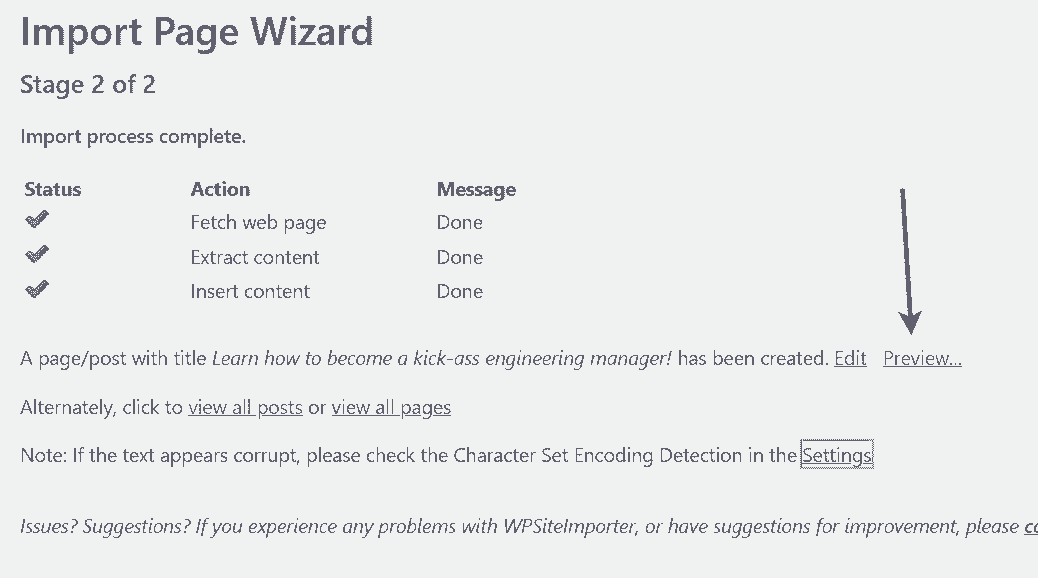 Import Page Wizard
Stage 2 of 2
Import process complete.
Status Action Message
Fetch web page Done
Extract content Done
Insert content Done
A page/post with title Learn how to become a kick-ass engineering manager! has been created. Edit Preview...
Alternately, click to view all posts or view all pages
Note: If the text appears corrupt, please check the Character Set Encoding Detection in the Settings
Issues? Suggestions? If you experience any problems with WPSiteImporter, or have suggestions for improvement, please